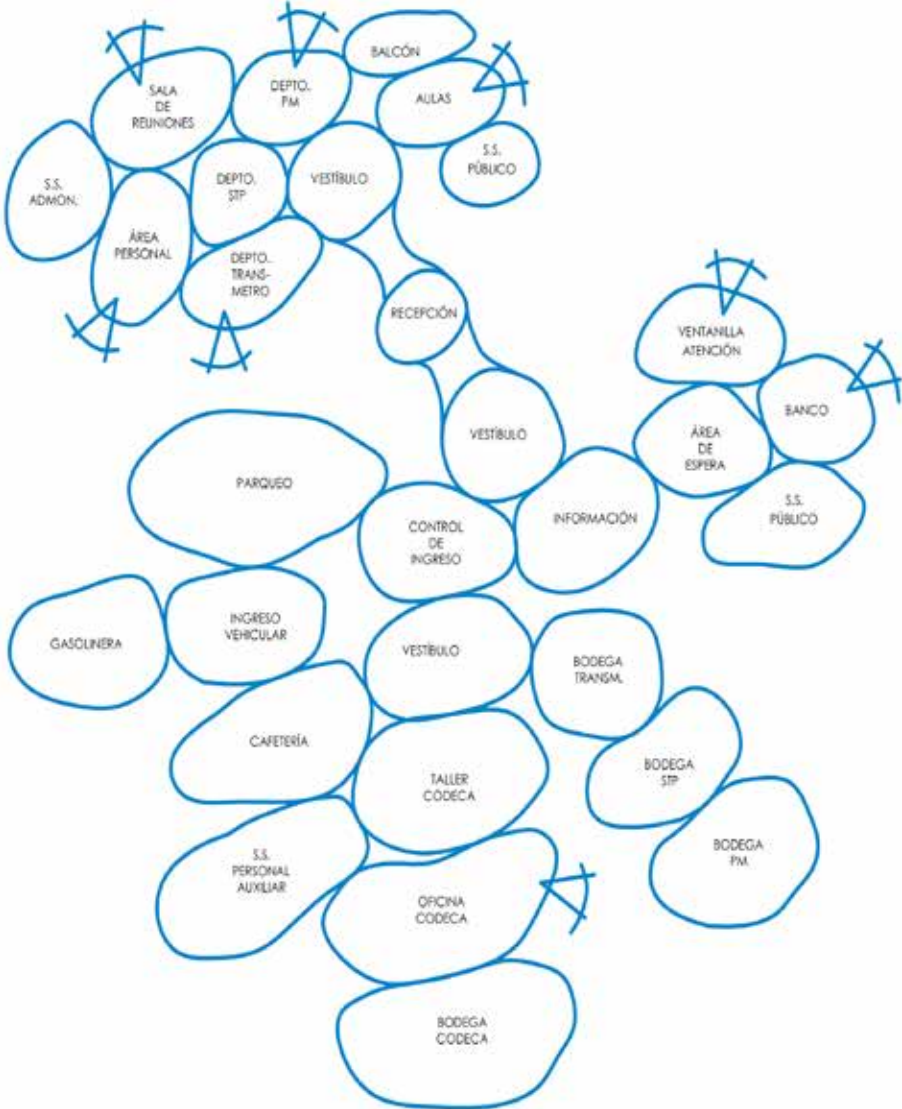 BALCÓN
SALA
DE
REUNIONES
DEPTO.
PM
AULAS
S.S.
PÚBLICO
S.S.
ADMON.
DEPTO.
STP
VESTÍBULO
ÁREA
PERSONAL
DEPTO.
TRANS-
METRO
RECEPCIÓN
VENTANILLA
ATENCIÓN
BANCO
VESTÍBULO
ÁREA
DE
ESPERA
PARQUEO
CONTROL
DE
INGRESO
INFORMACIÓN
S.S.
PÚBLICO
GASOLINERA
INGRESO
VEHICULAR
VESTÍBULO
BODEGA
TRANSM.
CAFETERÍA
TALLER
CODECA
BODEGA
STP
S.S.
PERSONAL
AUXILIAR
OFICINA
CODECA
BODEGA
PM
BODEGA
CODECA